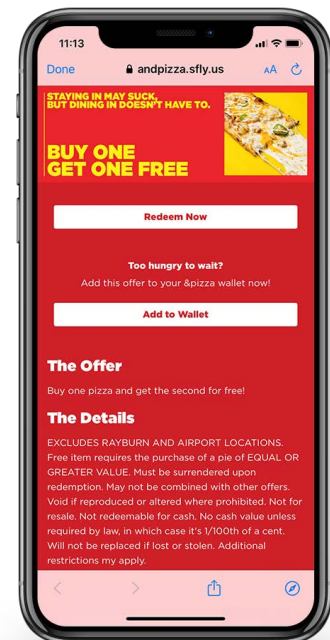 11:13
Done
andpizza.sfly.us
AA
STAYING IN MAY SUCK,
BUT DINING IN DOESN'T HAVE TO.
BUY ONE
GET ONE FREE
Redeem Now
Too hungry to wait?
Add this offer to your &pizza wallet now!
Add to Wallet
The Offer
Buy one pizza and get the second for free!
The Details
EXCLUDES RAYBURN AND AIRPORT LOCATIONS.
Free item requires the purchase of a pie of EQUAL OR
GREATER VALUE. Must be surrendered upon
redemption. May not be combined with other offers.
Void if reproduced or altered where prohibited. Not for
resale. Not redeemable for cash. No cash value unless
required by law, in which case it's 1/100th of a cent.
Will not be replaced if lost or stolen. Additional
restrictions my apply.